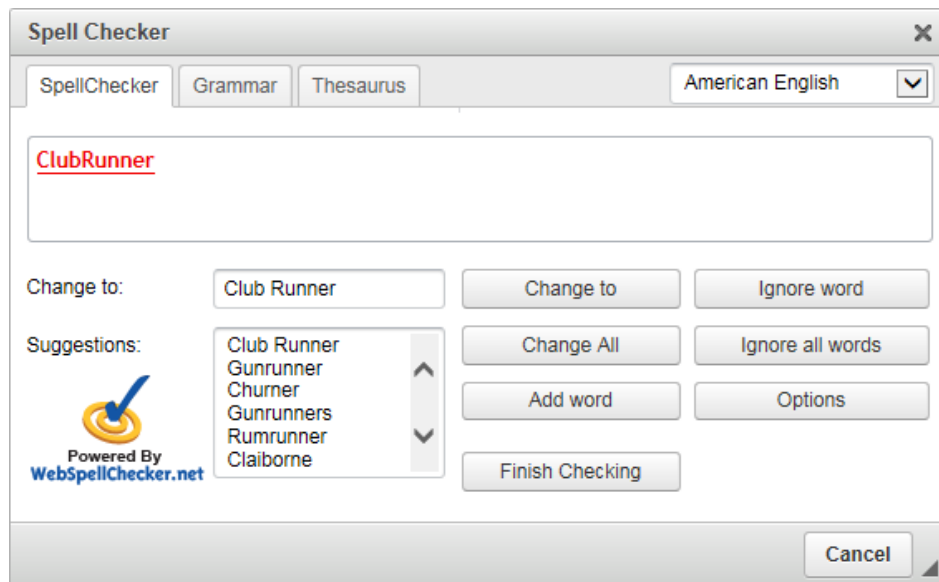 Spell Checker
SpellChecker Grammar Thesaurus American English
ClubRunner
Change to: Club Runner Change to Ignore word
Suggestions: Club Runner Change All Ignore all words
Gunrunner
Churner
Gunrunners Add word Options
Rumrunner
Claiborne
Powered By
WebSpellChecker.net
Finish Checking
Cancel